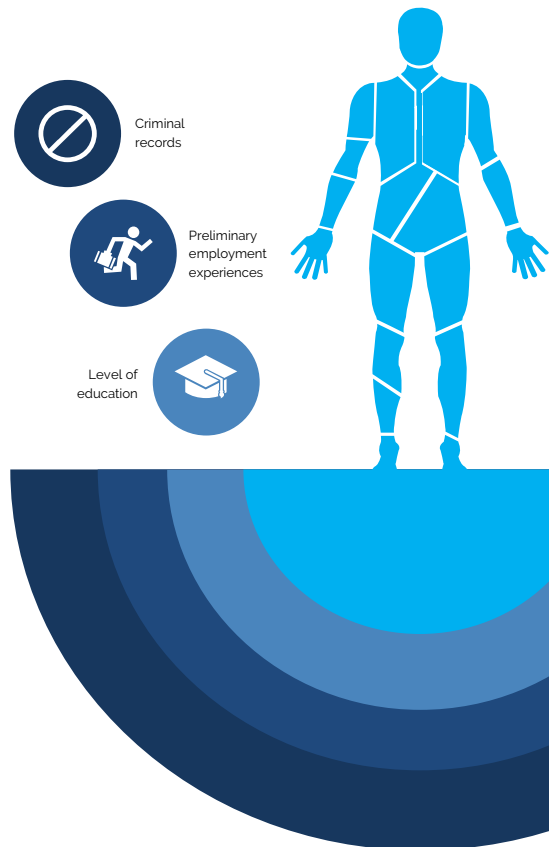 Criminal
records
Preliminary
employment
experiences
Level of
education